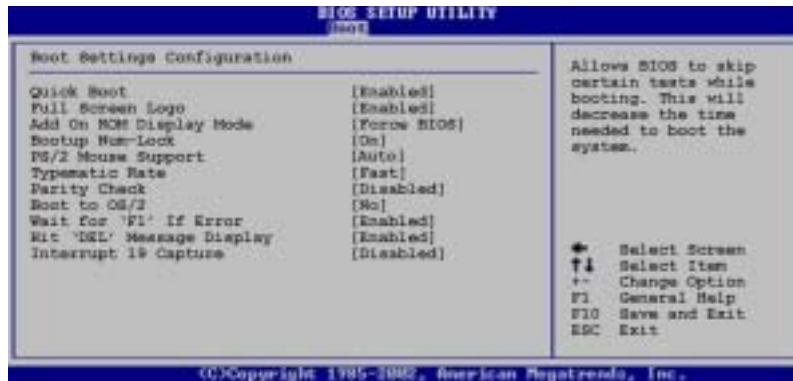 BIOS SETUP UTILITY
Boot
Boot Settings Configuration
Quick Boot [Enabled]
Full Screen Logo [Enabled]
Add On ROM Display Mode [Force BIOS]
Bootup Num-Lock [On]
PS/2 Mouse Support [Auto]
Typematic Rate [Fast]
Parity Check [Disabled]
Boot to OS/2 [No]
Wait for 'F1' If Error [Enabled]
Hit 'DEL' Message Display [Enabled]
Interrupt 19 Capture [Disabled]
Allows BIOS to skip
certain tests while
booting. This will
decrease the time
needed to boot the
system.
Select Screen
↑↓ Select Item
+- Change Option
F1 General Help
F10 Save and Exit
ESC Exit
(C)Copyright 1985-2002, American Megatrends, Inc.